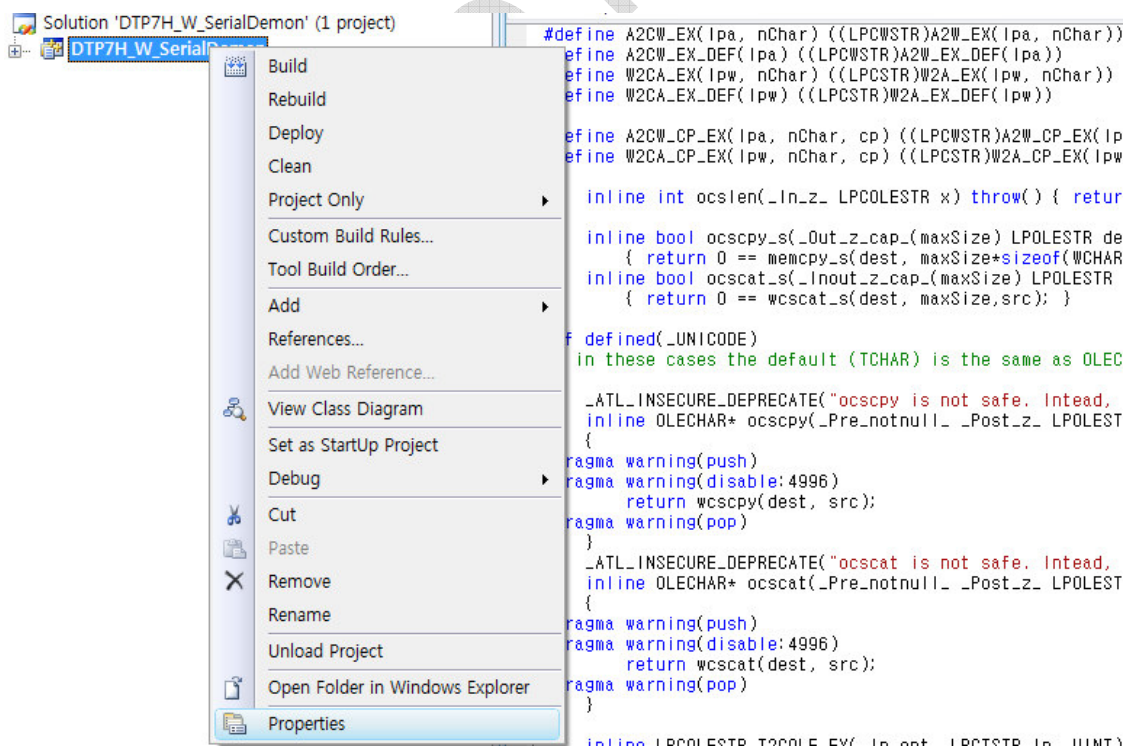 Solution 'DTP7H_W_SerialDemon' (1 project)
DTP7H_W_SerialDemon
Build
Rebuild
Deploy
Clean
Project Only
Custom Build Rules...
Tool Build Order...
Add
References...
Add Web Reference...
View Class Diagram
Set as StartUp Project
Debug
Cut
Paste
Remove
Rename
Unload Project
Open Folder in Windows Explorer
Properties
#define A2CW_EX(lpa, nChar) ((LPCWSTR)A2W_EX(lpa, nChar))
efine A2CW_EX_DEF(lpa) ((LPCWSTR)A2W_EX_DEF(lpa))
efine W2CA_EX(lpw, nChar) ((LPCSTR)W2A_EX(lpw, nChar))
efine W2CA_EX_DEF(lpw) ((LPCSTR)W2A_EX_DEF(lpw))
efine A2CW_CP_EX(lpa, nChar, cp) ((LPCWSTR)A2W_CP_EX(lp
efine W2CA_CP_EX(lpw, nChar, cp) ((LPCSTR)W2A_CP_EX(lpw
inline int ocslen(_In_z_ LPCOLESTR x) throw() { retur
inline bool ocscpy_s(_Out_z_cap_(maxSize) LPOLESTR de
{ return 0 == memcpy_s(dest, maxSize*sizeof(WCHAR
inline bool ocscat_s(_Inout_z_cap_(maxSize) LPOLESTR
{ return 0 == wcscat_s(dest, maxSize,src); }
f defined(_UNICODE)
in these cases the default (TCHAR) is the same as OLEC
_ATL_INSECURE_DEPRECATE("ocscpy is not safe. Intead,
inline OLECHAR* ocscpy(_Pre_notnull_ _Post_z_ LPOLEST
{
ragma warning(push)
ragma warning(disable:4996)
return wcscpy(dest, src);
ragma warning(pop)
}
_ATL_INSECURE_DEPRECATE("ocscat is not safe. Intead,
inline OLECHAR* ocscat(_Pre_notnull_ _Post_z_ LPOLEST
{
ragma warning(push)
ragma warning(disable:4996)
return wcscat(dest, src);
ragma warning(pop)
}
inline LPCOLESTR T2COLE_EX(_In_opt_ LPCTSTR lp, UINT)